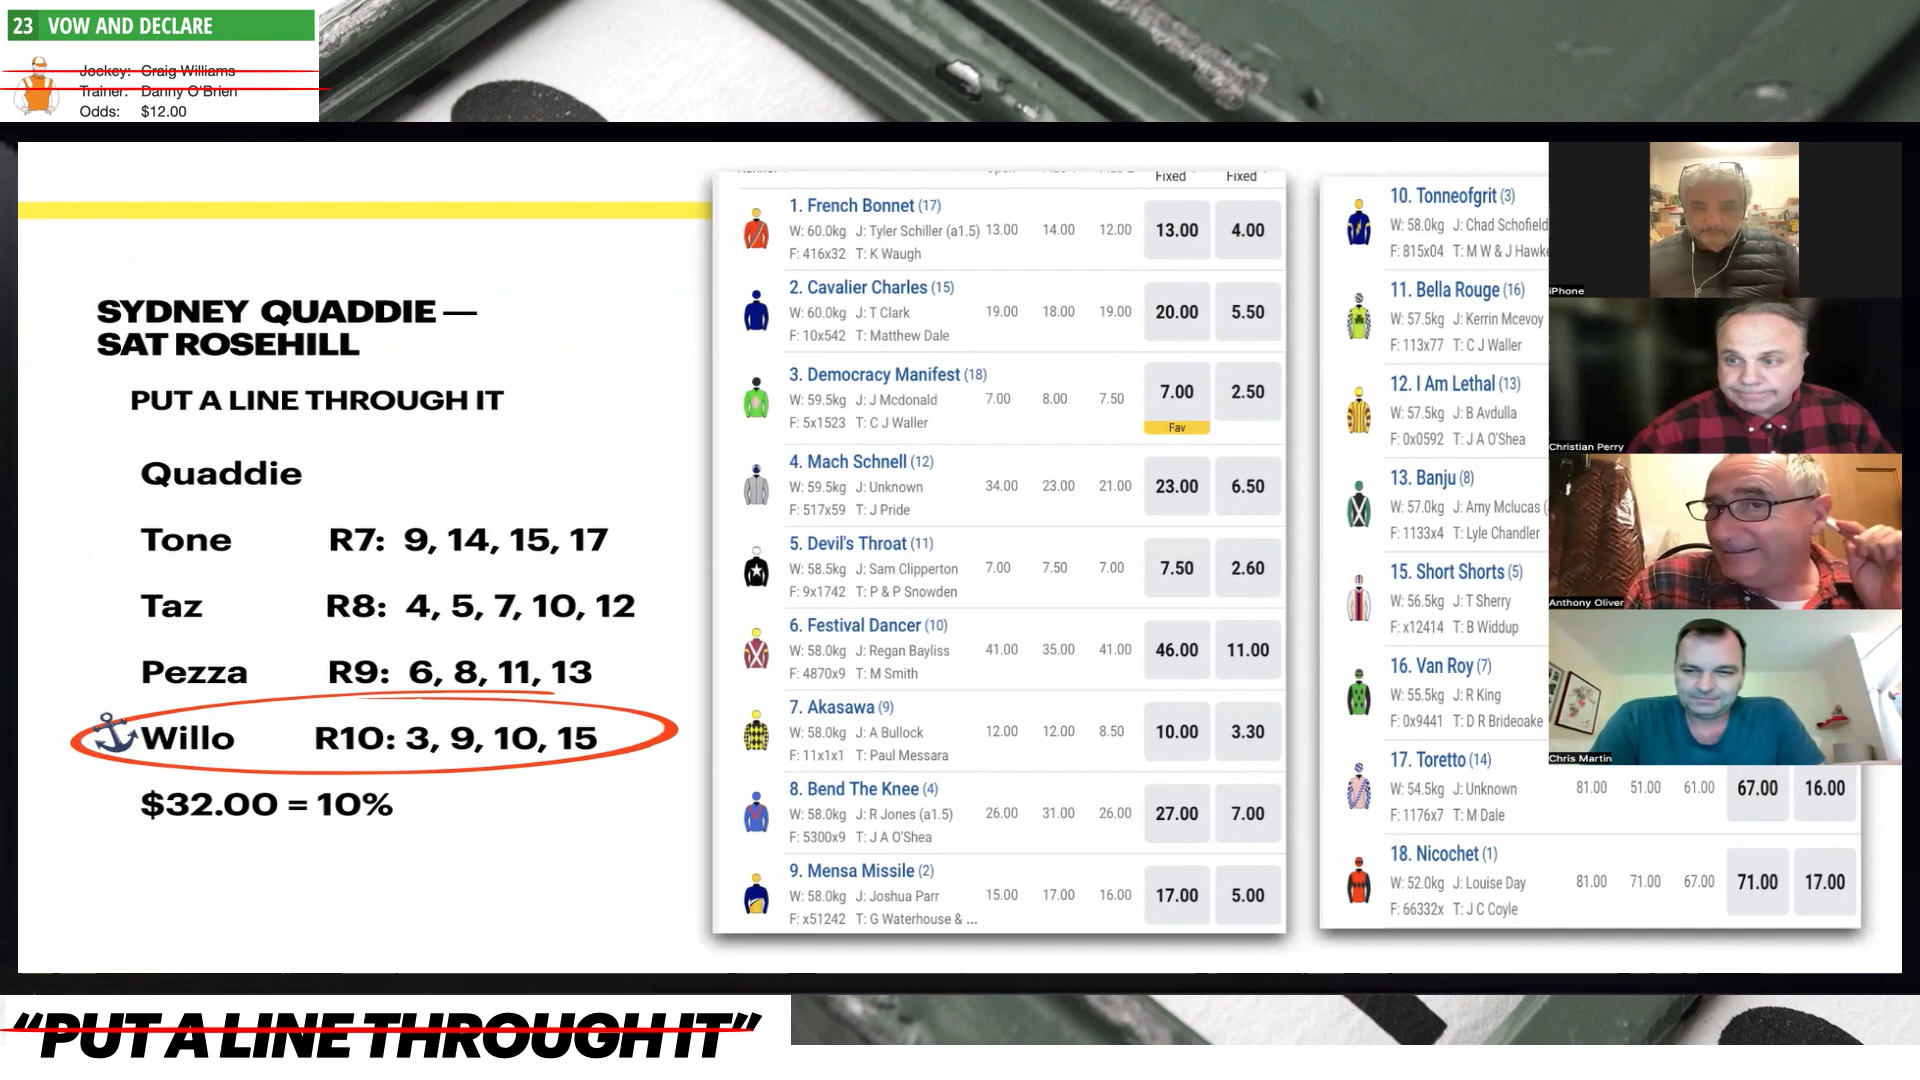 23 VOW AND DECLARE
Jockey: Craig Williams
Trainer: Danny O'Brien
Odds: $12.00
SYDNEY QUADDIE —
SAT ROSEHILL
PUT A LINE THROUGH IT
Quaddie
Tone R7: 9, 14, 15, 17
Taz R8: 4, 5, 7, 10, 12
Pezza R9: 6, 8, 11, 13
Willo R10: 3, 9, 10, 15
$32.00 = 10%
Fixed Fixed
1. French Bonnet (17)
W: 60.0kg J: Tyler Schiller (a1.5) 13.00 14.00 12.00 13.00 4.00
F: 416x32 T: K Waugh
2. Cavalier Charles (15)
W: 60.0kg J: T Clark 19.00 18.00 19.00 20.00 5.50
F: 10x542 T: Matthew Dale
3. Democracy Manifest (18)
W: 59.5kg J: J Mcdonald 7.00 8.00 7.50 7.00 2.50
F: 5x1523 T: C J Waller Fav
4. Mach Schnell (12)
W: 59.5kg J: Unknown 34.00 23.00 21.00 23.00 6.50
F: 517x59 T: J Pride
5. Devil's Throat (11)
W: 58.5kg J: Sam Clipperton 7.00 7.50 7.00 7.50 2.60
F: 9x1742 T: P & P Snowden
6. Festival Dancer (10)
W: 58.0kg J: Regan Bayliss 41.00 35.00 41.00 46.00 11.00
F: 4870x9 T: M Smith
7. Akasawa (9)
W: 58.0kg J: A Bullock 12.00 12.00 8.50 10.00 3.30
F: 11x1x1 T: Paul Messara
8. Bend The Knee (4)
W: 58.0kg J: R Jones (a1.5) 26.00 31.00 26.00 27.00 7.00
F: 5300x9 T: J A O'Shea
9. Mensa Missile (2)
W: 58.0kg J: Joshua Parr 15.00 17.00 16.00 17.00 5.00
F: x51242 T: G Waterhouse & ...
10. Tonneofgrit (3)
W: 58.0kg J: Chad Schofield
F: 815x04 T: M W & J Hawke
11. Bella Rouge (16)
W: 57.5kg J: Kerrin Mcevoy
F: 113x77 T: C J Waller
12. I Am Lethal (13)
W: 57.5kg J: B Avdulla
F: 0x0592 T: J A O'Shea
13. Banju (8)
W: 57.0kg J: Amy Mclucas (
F: 1133x4 T: Lyle Chandler
15. Short Shorts (5)
W: 56.5kg J: T Sherry
F: x12414 T: B Widdup
16. Van Roy (7)
W: 55.5kg J: R King
F: 0x9441 T: D R Brideoake
17. Toretto (14)
W: 54.5kg J: Unknown 81.00 51.00 61.00 67.00 16.00
F: 1176x7 T: M Dale
18. Nicochet (1)
W: 52.0kg J: Louise Day 81.00 71.00 67.00 71.00 17.00
F: 66332x T: J C Coyle
iPhone
Christian Perry
Anthony Oliver
Chris Martin
"PUT A LINE THROUGH IT"